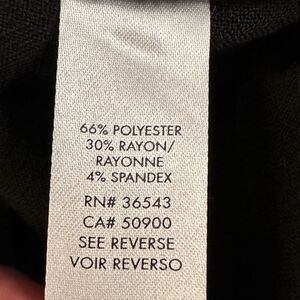 66% POLYESTER
30% RAYON/
RAYONNE
4% SPANDEX
RN# 36543
CA# 50900
SEE REVERSE
VOIR REVERSO